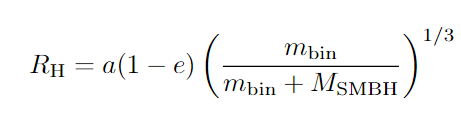 R_H = a(1 − e) (m_bin / (m_bin + M_SMBH))^{1/3}